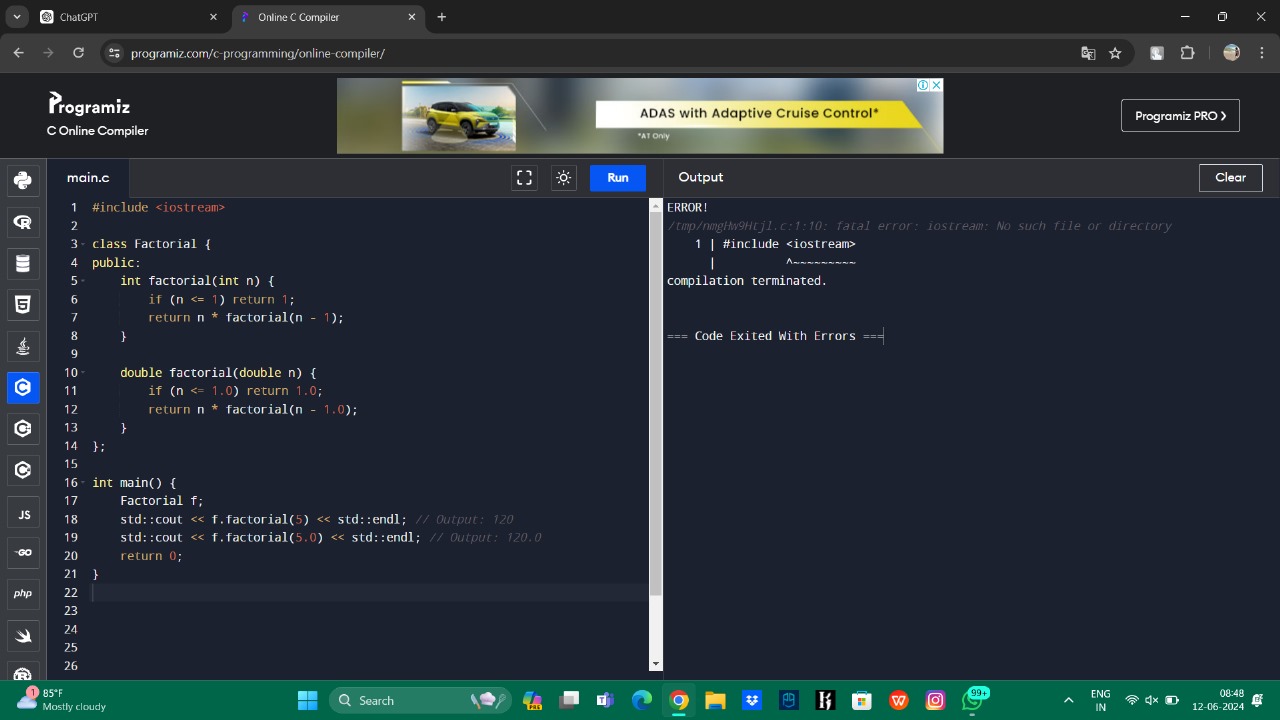 ChatGPT
Online C Compiler
programiz.com/c-programming/online-compiler/
Programiz
C Online Compiler
ADAS with Adaptive Cruise Control*
*AT Only
Programiz PRO
main.c
Run
Output
Clear
1 #include <iostream>
2
3 class Factorial {
4 public:
5     int factorial(int n) {
6         if (n <= 1) return 1;
7         return n * factorial(n - 1);
8     }
9
10     double factorial(double n) {
11         if (n <= 1.0) return 1.0;
12         return n * factorial(n - 1.0);
13     }
14 };
15
16 int main() {
17     Factorial f;
18     std::cout << f.factorial(5) << std::endl; // Output: 120
19     std::cout << f.factorial(5.0) << std::endl; // Output: 120.0
20     return 0;
21 }
22
23
24
25
26
ERROR!
/tmp/nmgHw9Htjl.c:1:10: fatal error: iostream: No such file or directory
    1 | #include <iostream>
      |          ^~~~~~~~~~
compilation terminated.
=== Code Exited With Errors ===
JS
GO
php
1
85°F
Mostly cloudy
Search
PRE
99+
ENG
IN
08:48
12-06-2024